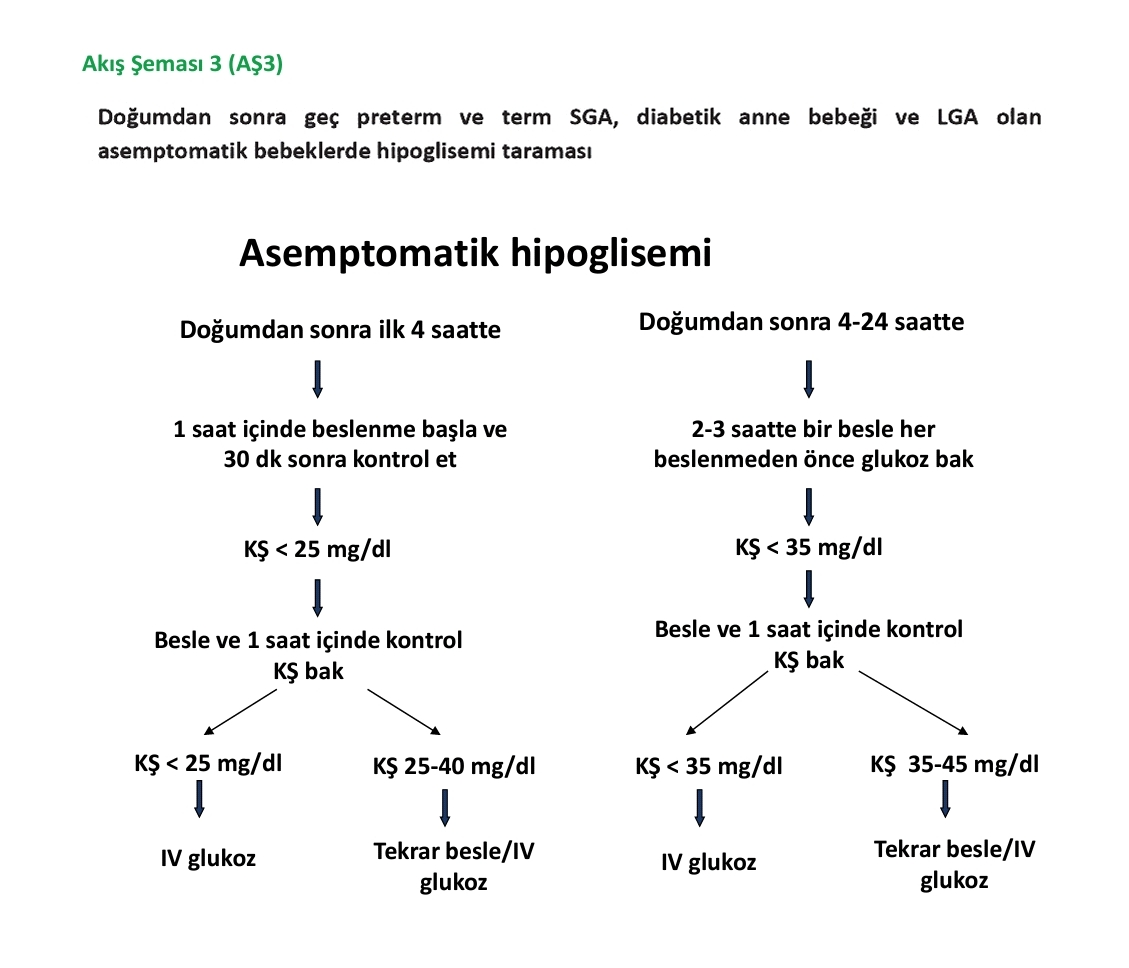 Akış Şeması 3 (AŞ3)
Doğumdan sonra geç preterm ve term SGA, diabetik anne bebeği ve LGA olan
asemptomatik bebeklerde hipoglisemi taraması
Asemptomatik hipoglisemi
Doğumdan sonra ilk 4 saatte
1 saat içinde beslenme başla ve
30 dk sonra kontrol et
KŞ < 25 mg/dl
Besle ve 1 saat içinde kontrol
KŞ bak
KŞ < 25 mg/dl
IV glukoz
KŞ 25-40 mg/dl
Tekrar besle/IV
glukoz
Doğumdan sonra 4-24 saatte
2-3 saatte bir besle her
beslenmeden önce glukoz bak
KŞ < 35 mg/dl
Besle ve 1 saat içinde kontrol
KŞ bak
KŞ < 35 mg/dl
IV glukoz
KŞ 35-45 mg/dl
Tekrar besle/IV
glukoz